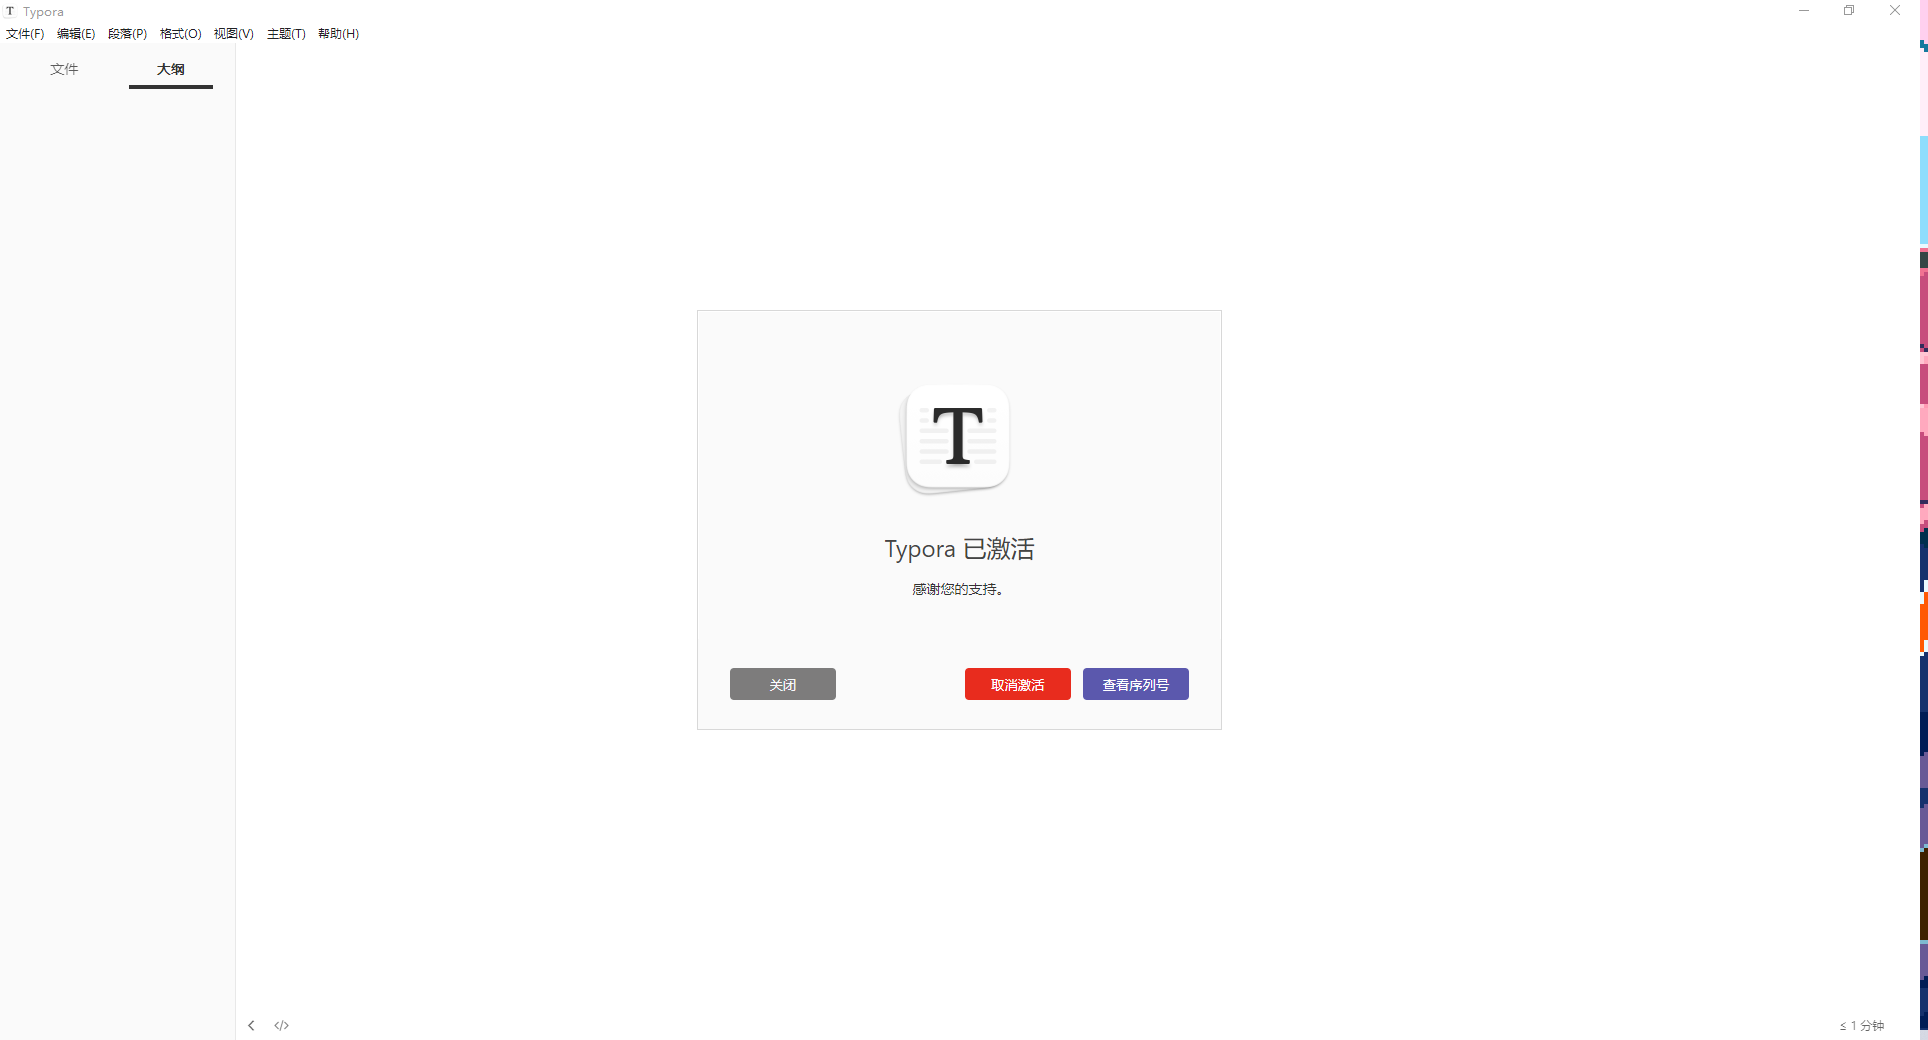 T Typora
文件(F) 编辑(E) 段落(P) 格式(O) 视图(V) 主题(T) 帮助(H)
文件 大纲
T
Typora 已激活
感谢您的支持。
关闭 取消激活 查看序列号
</> ≤ 1 分钟